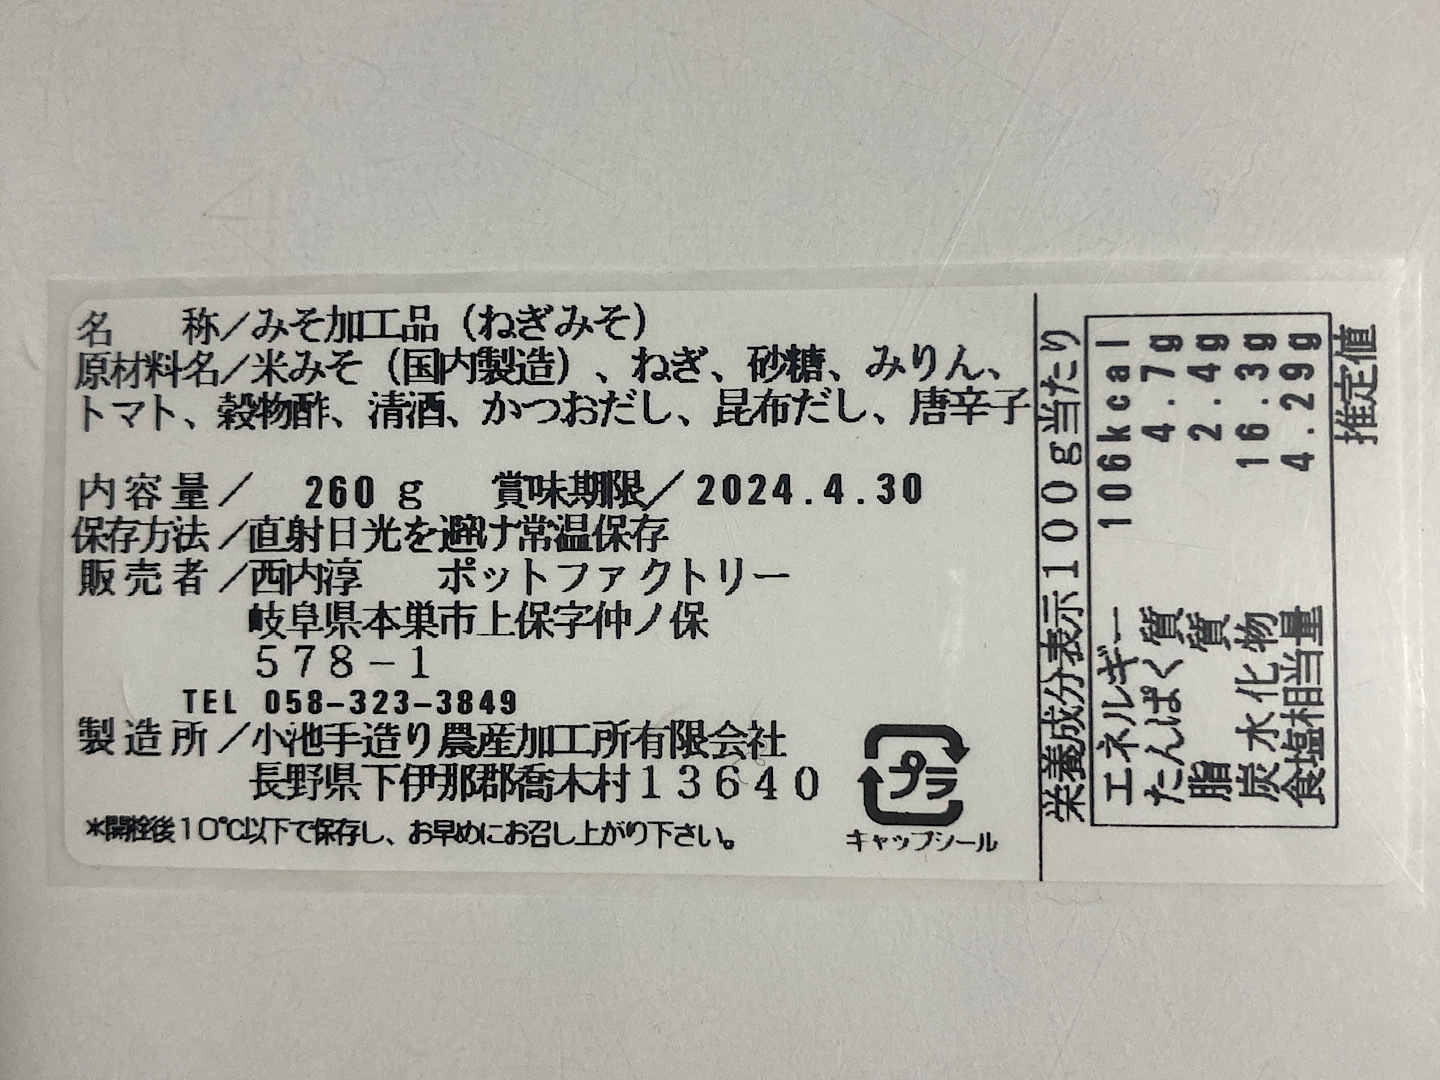 名　称／みそ加工品（ねぎみそ）
原材料名／米みそ（国内製造）、ねぎ、砂糖、みりん、
トマト、穀物酢、清酒、かつおだし、昆布だし、唐辛子
内容量／　260ｇ　賞味期限／2024.4.30
保存方法／直射日光を避け常温保存
販売者／西内淳　ポットファクトリー
岐阜県本巣市上保字仲ノ保
５７８－１
TEL 058-323-3849
製造所／小池手造り農産加工所有限会社
長野県下伊那郡喬木村１３６４０
＊開栓後１０℃以下で保存し、お早めにお召し上がり下さい。
プラ
キャップシール
栄養成分表示１００ｇ当たり
エネルギー　106kcal
たんぱく質　4.7g
脂　質　2.4g
炭水化物　16.3g
食塩相当量　4.29g
推定値